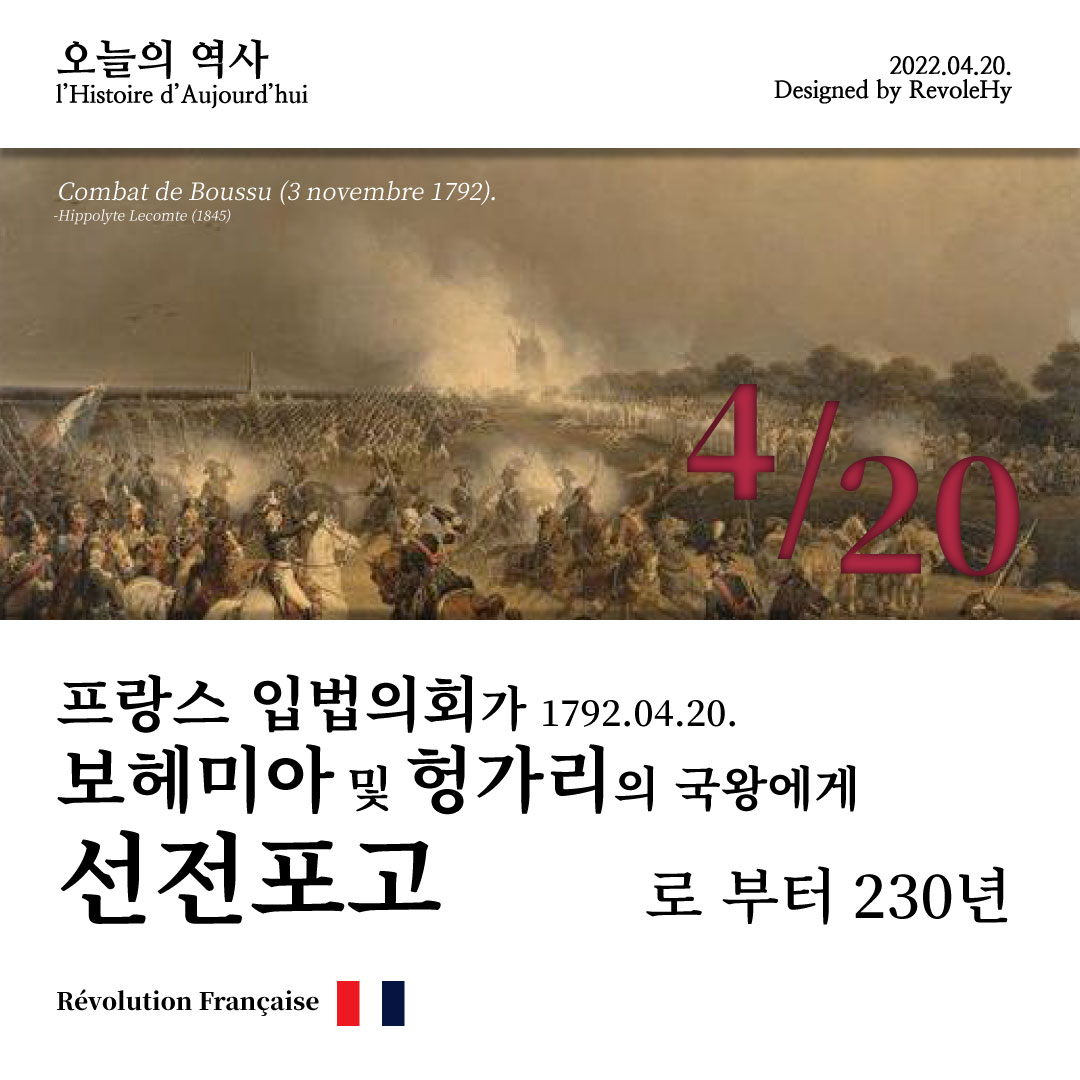 오늘의 역사
l’Histoire d’Aujourd’hui
2022.04.20.
Designed by RevoleHy
Combat de Boussu (3 novembre 1792).
-Hippolyte Lecomte (1845)
4/20
프랑스 입법의회가 1792.04.20.
보헤미아 및 헝가리의 국왕에게
선전포고 로 부터 230년
Révolution Française